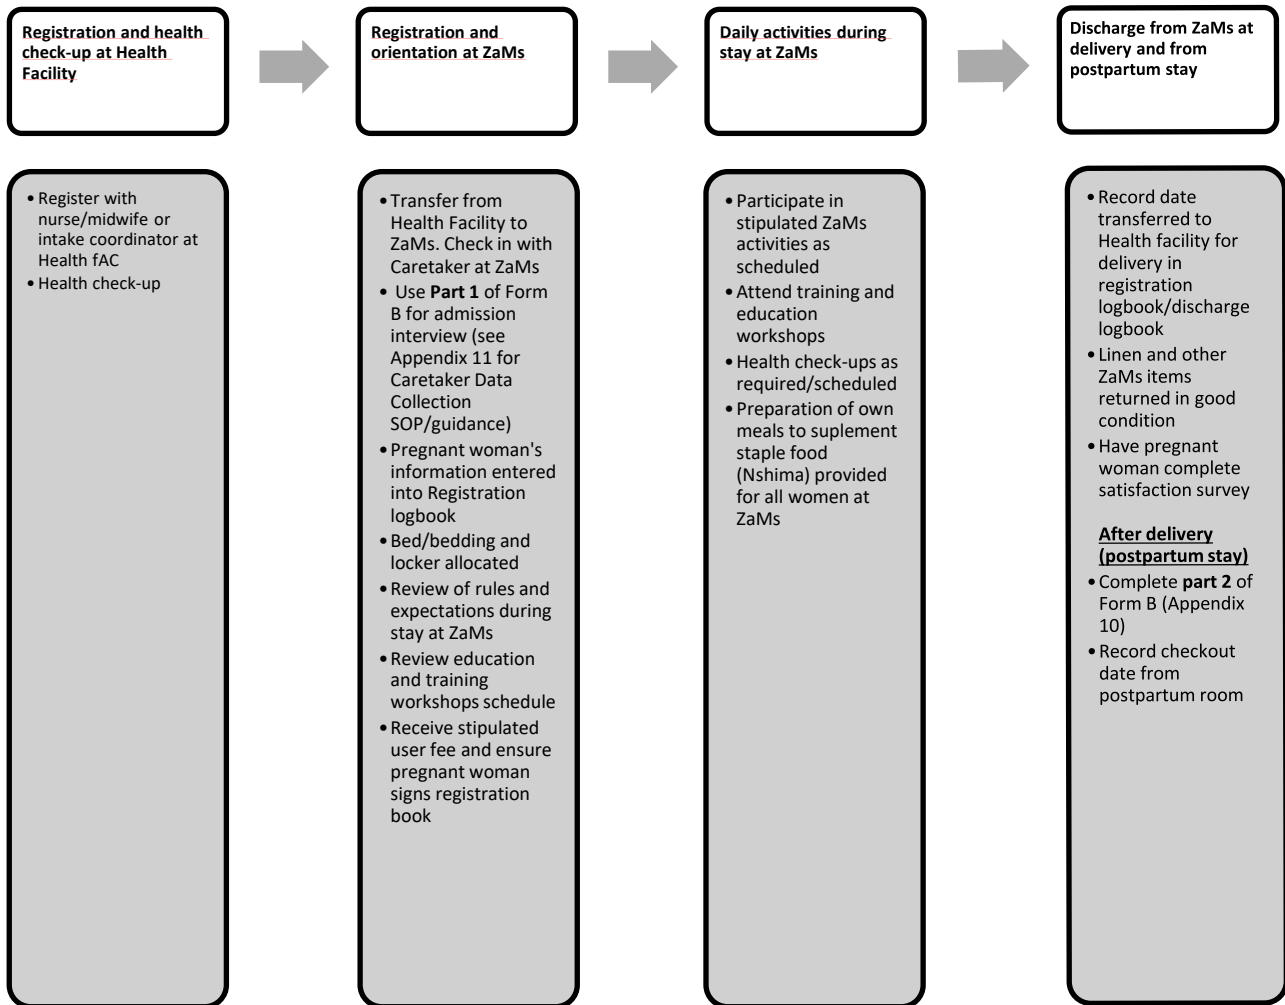 Registration and health
check-up at Health
Facility
Registration and
orientation at ZaMs
Daily activities during
stay at ZaMs
Discharge from ZaMs at
delivery and from
postpartum stay
• Register with
nurse/midwife or
intake coordinator at
Health fAC
• Health check-up
• Transfer from
Health Facility to
ZaMs. Check in with
Caretaker at ZaMs
• Use Part 1 of Form
B for admission
interview (see
Appendix 11 for
Caretaker Data
Collection
SOP/guidance)
• Pregnant woman's
information entered
into Registration
logbook
• Bed/bedding and
locker allocated
• Review of rules and
expectations during
stay at ZaMs
• Review education
and training
workshops schedule
• Receive stipulated
user fee and ensure
pregnant woman
signs registration
book
• Participate in
stipulated ZaMs
activities as
scheduled
• Attend training and
education
workshops
• Health check-ups as
required/scheduled
• Preparation of own
meals to suplement
staple food
(Nshima) provided
for all women at
ZaMs
• Record date
transferred to
Health facility for
delivery in
registration
logbook/discharge
logbook
• Linen and other
ZaMs items
returned in good
condition
• Have pregnant
woman complete
satisfaction survey
After delivery
(postpartum stay)
• Complete part 2 of
Form B (Appendix
10)
• Record checkout
date from
postpartum room